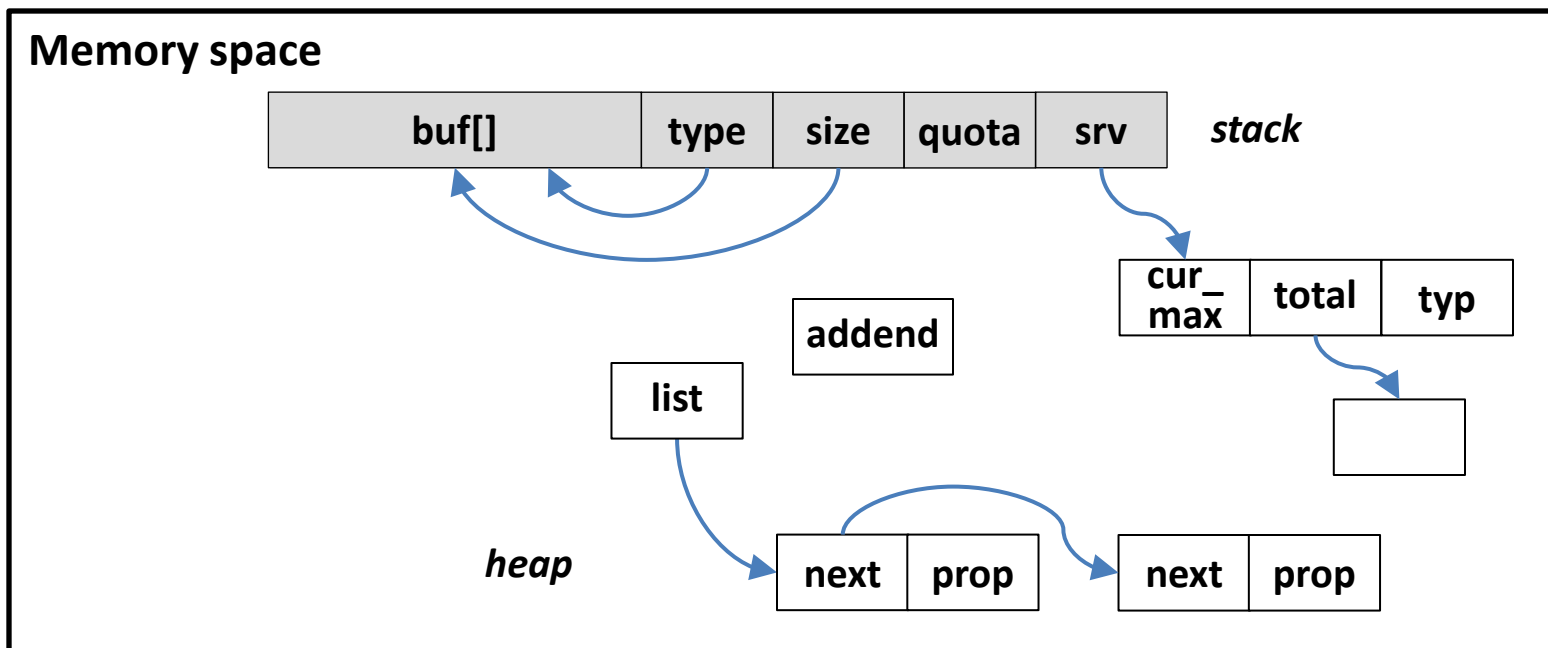 Memory space
buf[] type size quota srv stack
cur_
max total typ
addend
list
heap next prop next prop